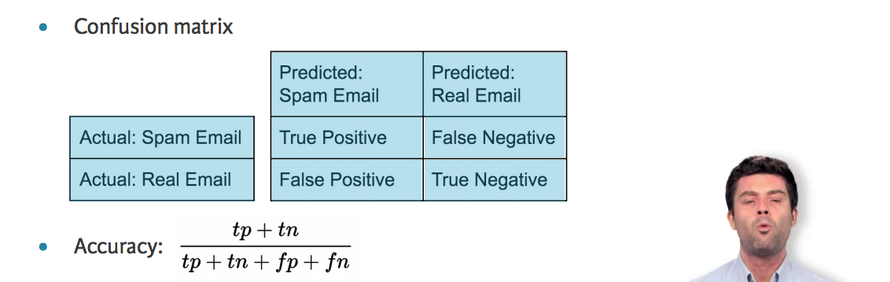 • Confusion matrix
Predicted:
Spam Email
Predicted:
Real Email
Actual: Spam Email
True Positive
False Negative
Actual: Real Email
False Positive
True Negative
tp + tn
• Accuracy:
tp + tn + fp + fn